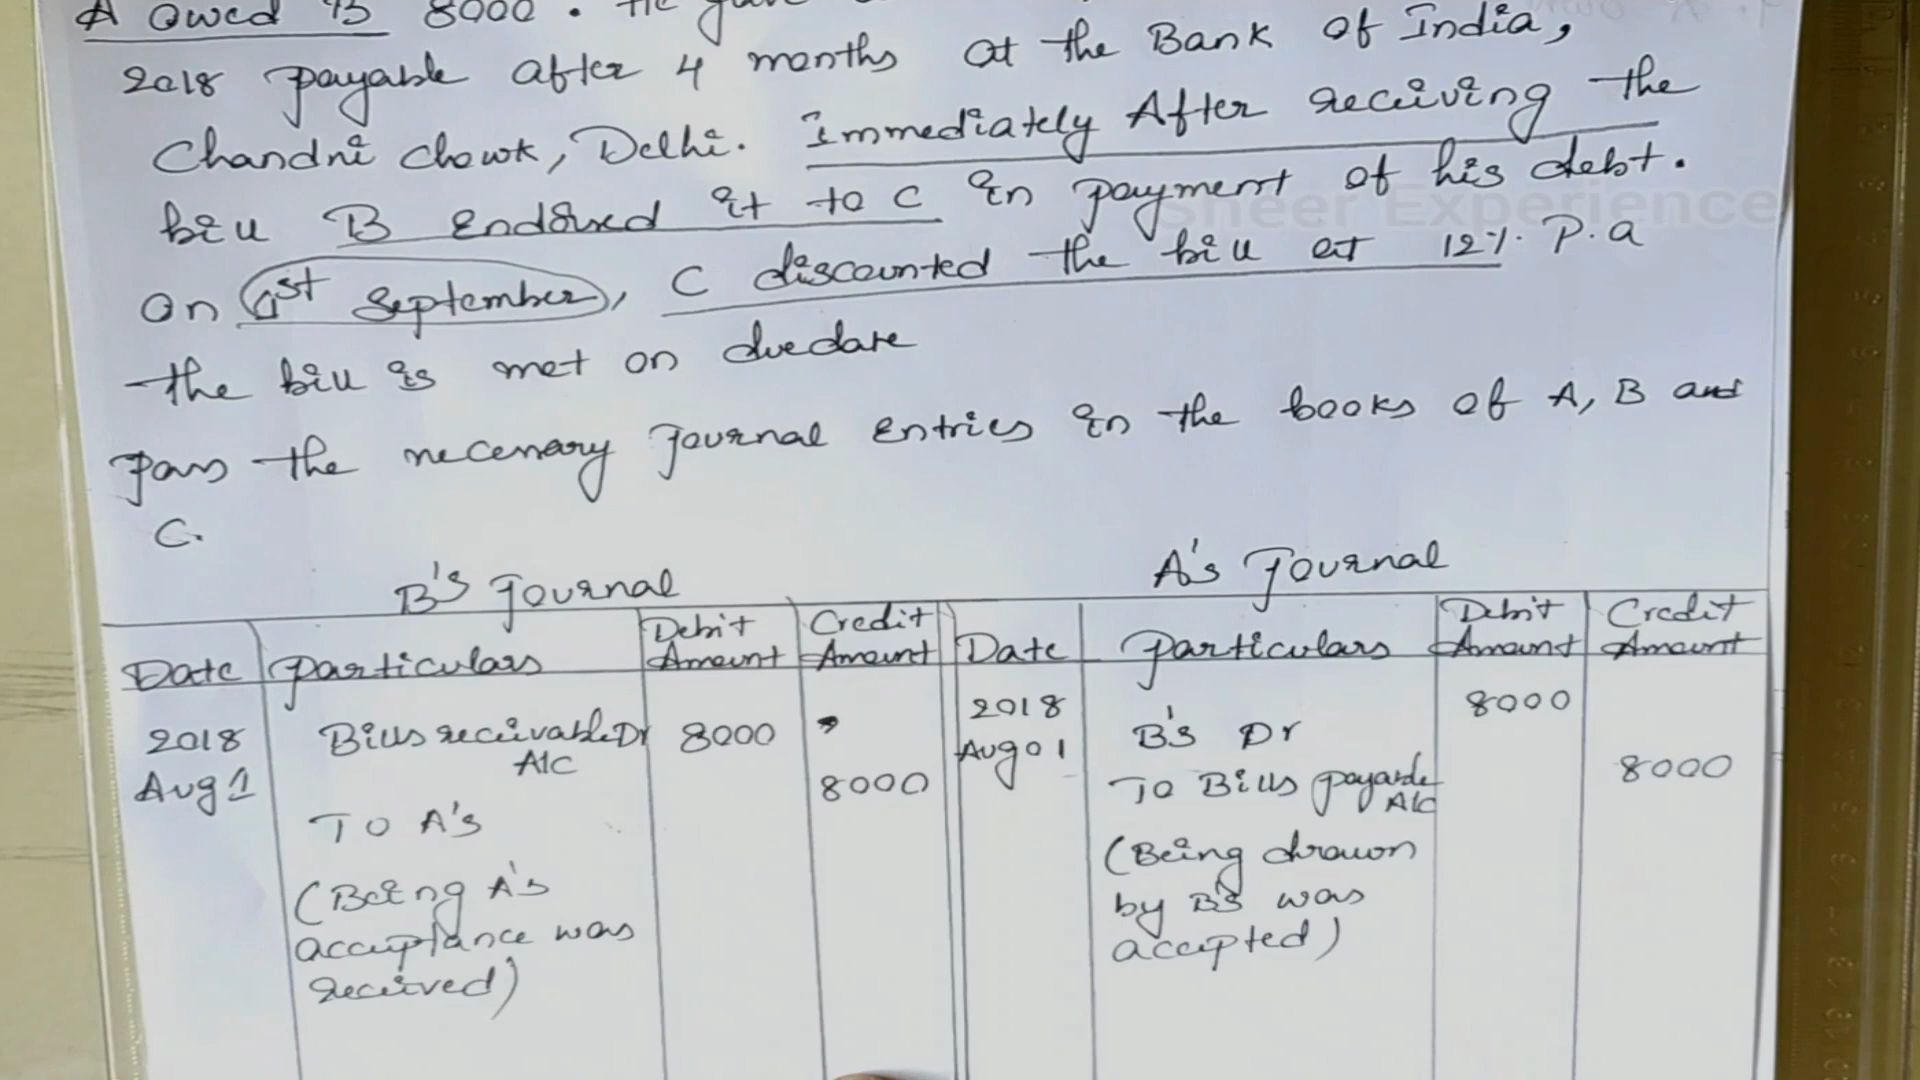 A owed B 8000. He gave
2018 payable after 4 months at the Bank of India,
Chandni chowk, Delhi. Immediately After receiving the
bill B Endorsed it to C in payment of his debt.
Sheer Experience
On 1st September, C discounted the bill at 12%. P.a
the bill is met on duedate
Pass the necessary Journal Entries in the books of A, B and
C.
B's Journal
A's Journal
Date Particulars Debit Amount Credit Amount Date Particulars Debit Amount Credit Amount
2018 Aug 1 Bills receivable Dr A/C 8000
To A's 8000
(Being A's
acceptance was
received)
2018 Aug 01 B's Dr 8000
To Bills payable A/C 8000
(Being drawn
by B's was
accepted)